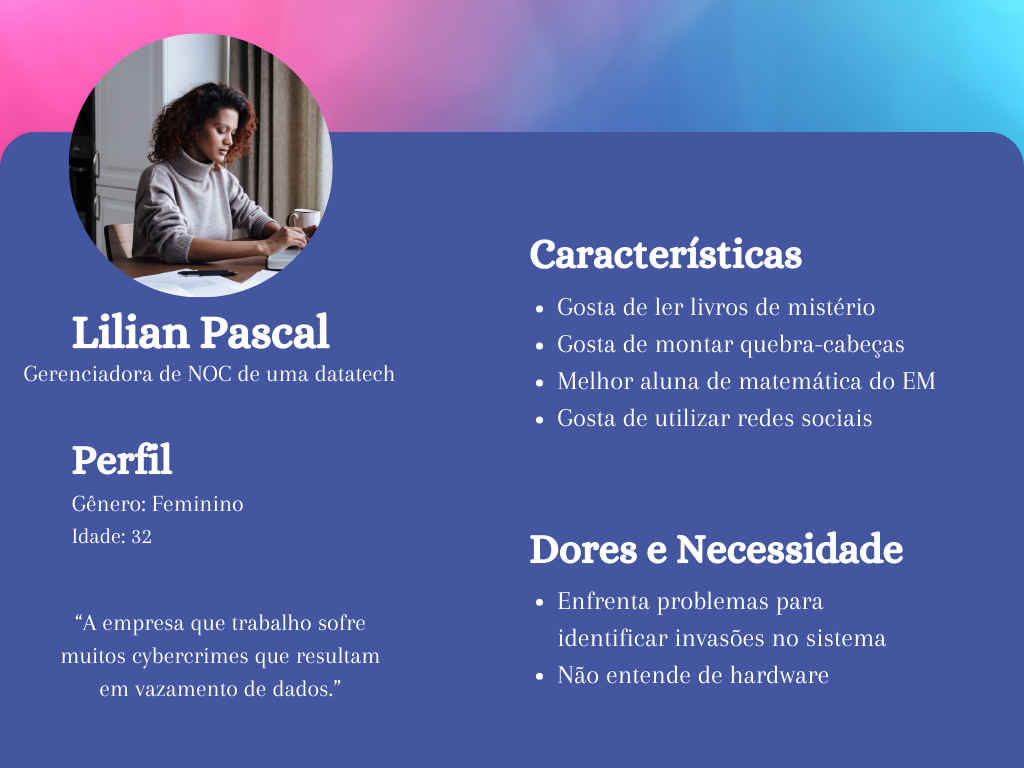 Lilian Pascal
Gerenciadora de NOC de uma datatech
Perfil
Gênero: Feminino
Idade: 32
“A empresa que trabalho sofre
muitos cybercrimes que resultam
em vazamento de dados.”
Características
• Gosta de ler livros de mistério
• Gosta de montar quebra-cabeças
• Melhor aluna de matemática do EM
• Gosta de utilizar redes sociais
Dores e Necessidade
• Enfrenta problemas para
identificar invasões no sistema
• Não entende de hardware